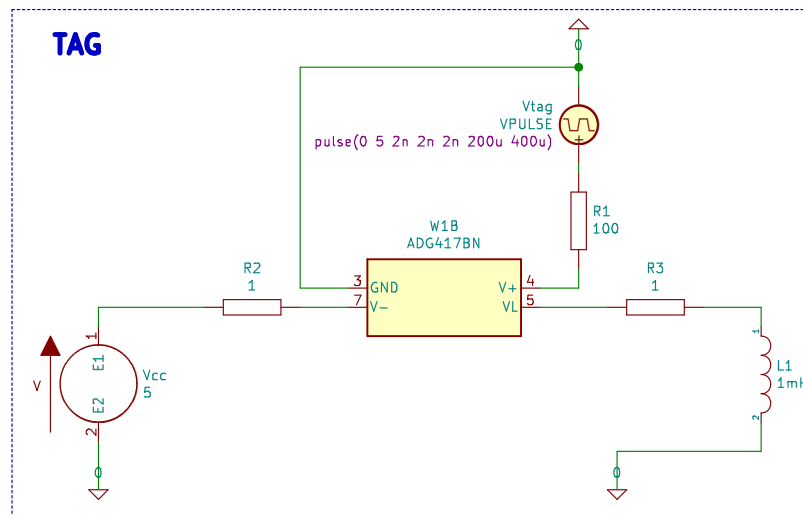 TAG
0
Vtag
VPULSE
pulse(0 5 2n 2n 2n 200u 400u)
+
R1
100
W1B
ADG417BN
R2
1
R3
1
3 GND
V+ 4
7 V-
VL 5
1
E1
V
Vcc
5
E2
2
1
L1
2
0
0